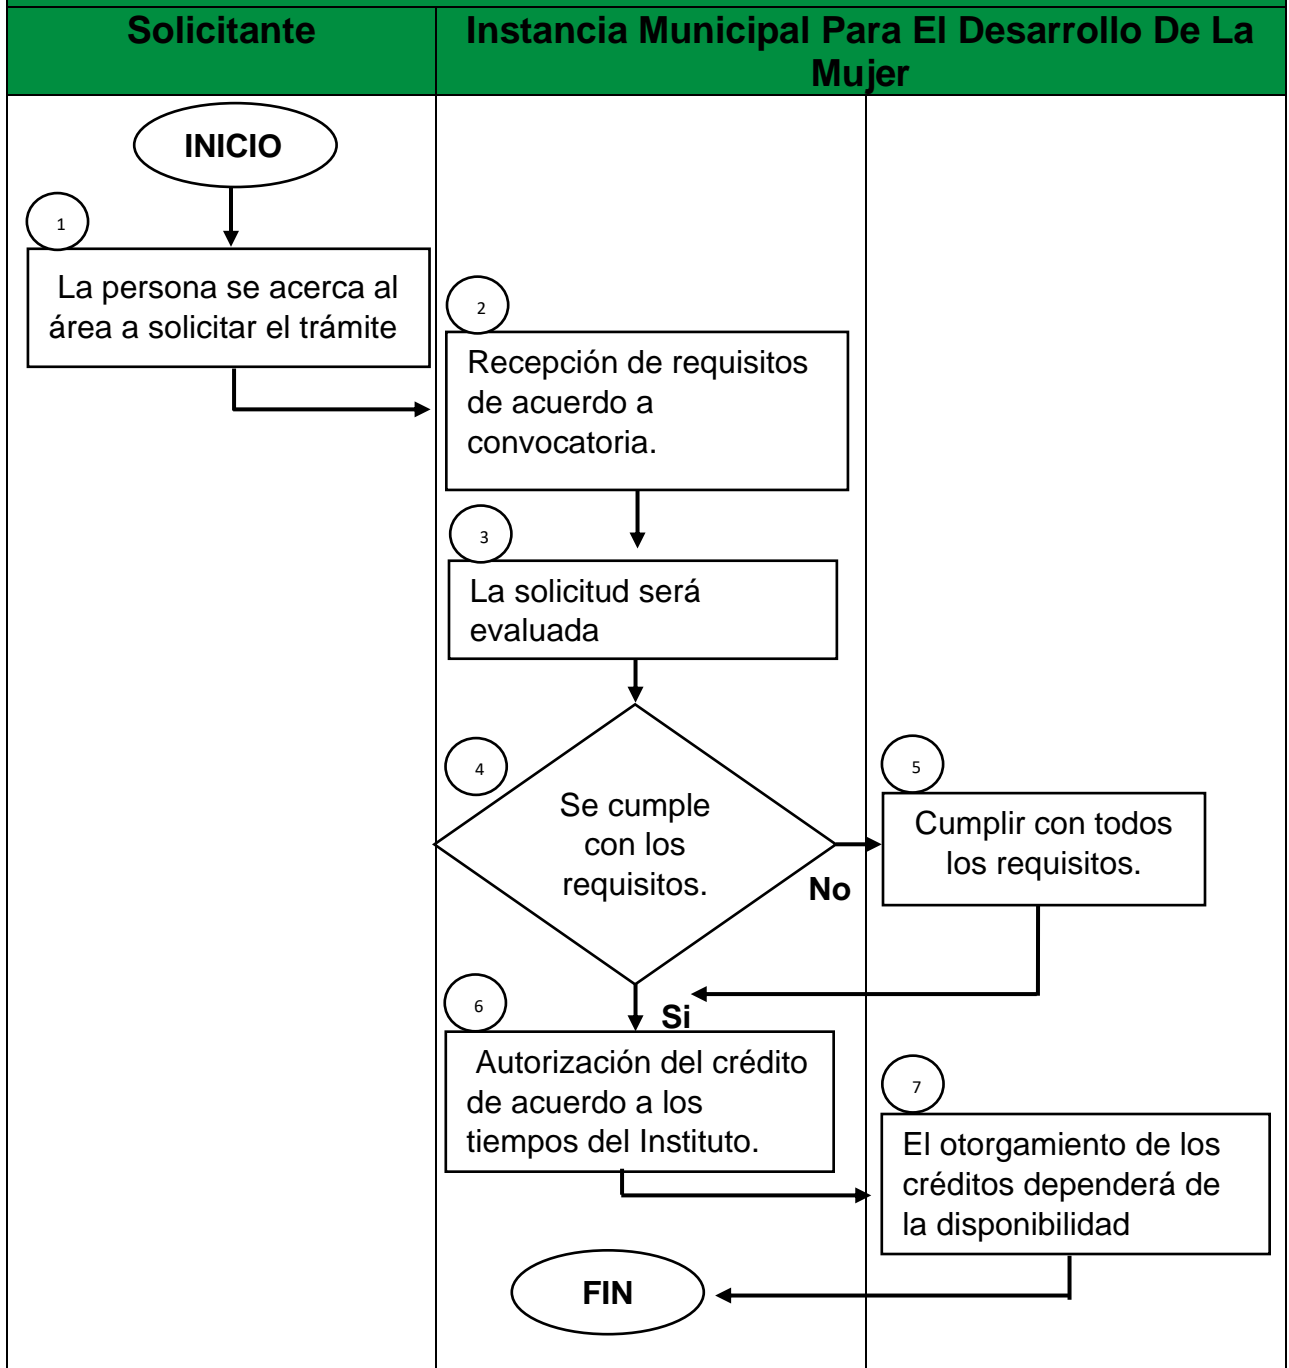 Solicitante
Instancia Municipal Para El Desarrollo De La
Mujer
INICIO
1
La persona se acerca al
área a solicitar el trámite
2
Recepción de requisitos
de acuerdo a
convocatoria.
3
La solicitud será
evaluada
4
Se cumple
con los
requisitos.
No
5
Cumplir con todos
los requisitos.
Si
6
Autorización del crédito
de acuerdo a los
tiempos del Instituto.
7
El otorgamiento de los
créditos dependerá de
la disponibilidad
FIN